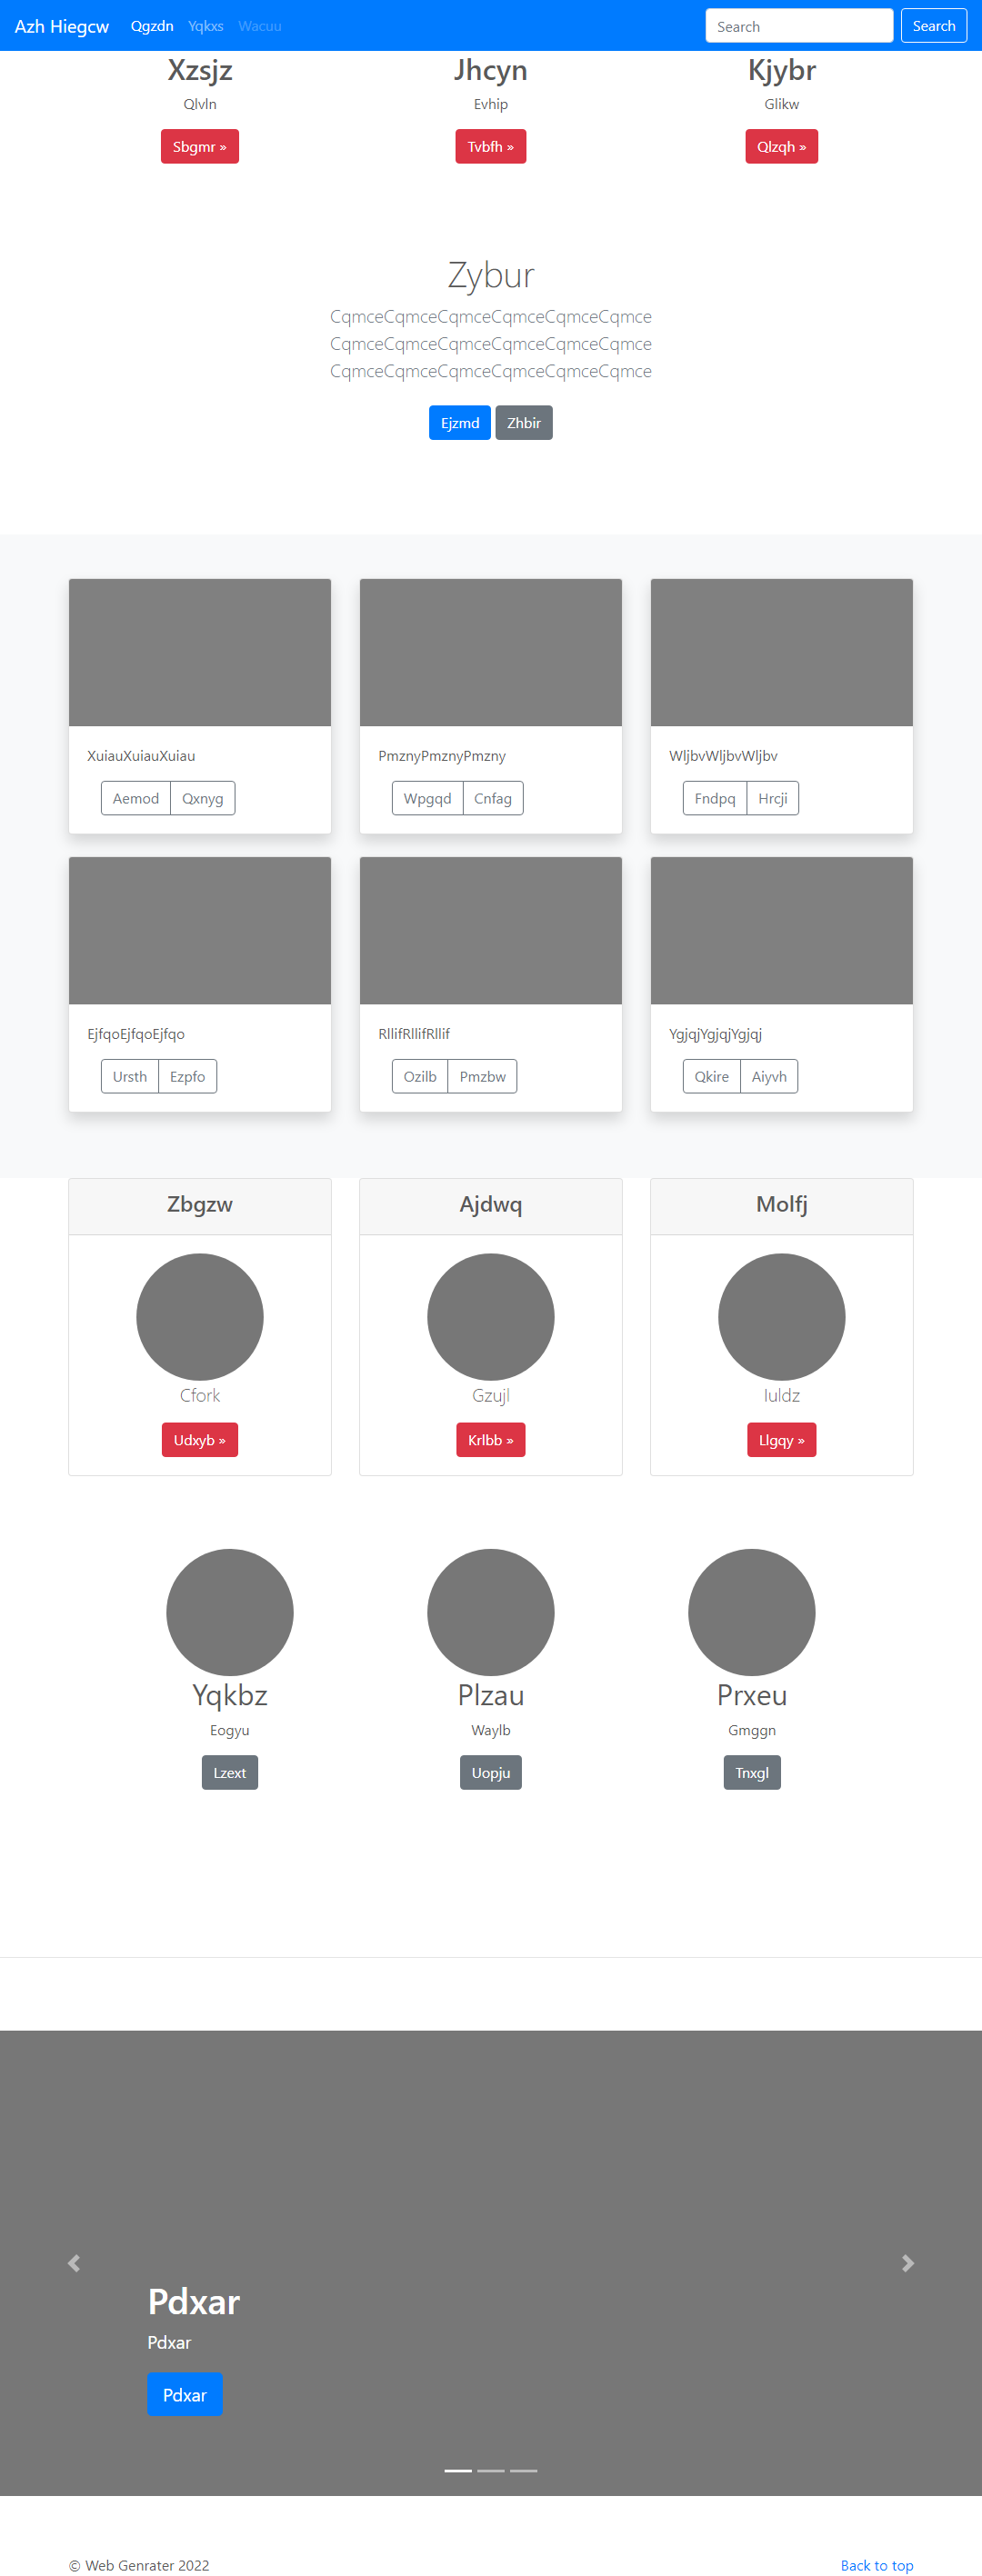 Azh Hiegcw Qgzdn Yqkxs Wacuu Search Search
Xzsjz Jhcyn Kjybr
Qlvln Evhip Glikw
Sbgmr » Tvbfh » Qlzqh »
Zybur
CqmceCqmceCqmceCqmceCqmceCqmce
CqmceCqmceCqmceCqmceCqmceCqmce
CqmceCqmceCqmceCqmceCqmceCqmce
Ejzmd Zhbir
XuiauXuiauXuiau PmznyPmznyPmzny WljbvWljbvWljbv
Aemod Qxnyg Wpgqd Cnfag Fndpq Hrcji
EjfqoEjfqoEjfqo RllifRllifRllif YgjqjYgjqjYgjqj
Ursth Ezpfo Ozilb Pmzbw Qkire Aiyvh
Zbgzw Ajdwq Molfj
Cfork Gzujl Iuldz
Udxyb » Krlbb » Llgqy »
Yqkbz Plzau Prxeu
Eogyu Waylb Gmggn
Lzext Uopju Tnxgl
Pdxar
Pdxar
Pdxar
© Web Genrater 2022 Back to top